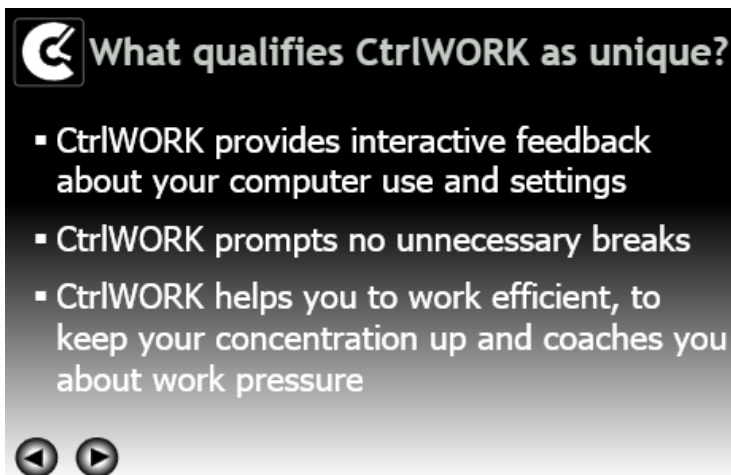 What qualifies CtrlWORK as unique?
▪ CtrlWORK provides interactive feedback
about your computer use and settings
▪ CtrlWORK prompts no unnecessary breaks
▪ CtrlWORK helps you to work efficient, to
keep your concentration up and coaches you
about work pressure